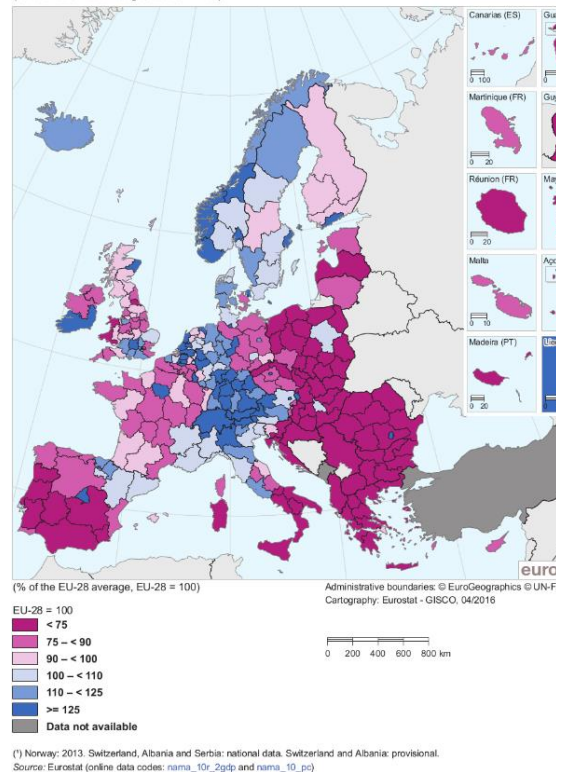 Canarias (ES)
0 100
Martinique (FR)
0 20
Réunion (FR)
0 20
Malta
0 10
Madeira (PT)
0 20
(% of the EU-28 average, EU-28 = 100)
Administrative boundaries: © EuroGeographics © UN-F
Cartography: Eurostat - GISCO, 04/2016
EU-28 = 100
< 75
75 – < 90
90 – < 100
100 – < 110
110 – < 125
>= 125
Data not available
0 200 400 600 800 km
(¹) Norway: 2013. Switzerland, Albania and Serbia: national data. Switzerland and Albania: provisional.
Source: Eurostat (online data codes: nama_10r_2gdp and nama_10_pc)